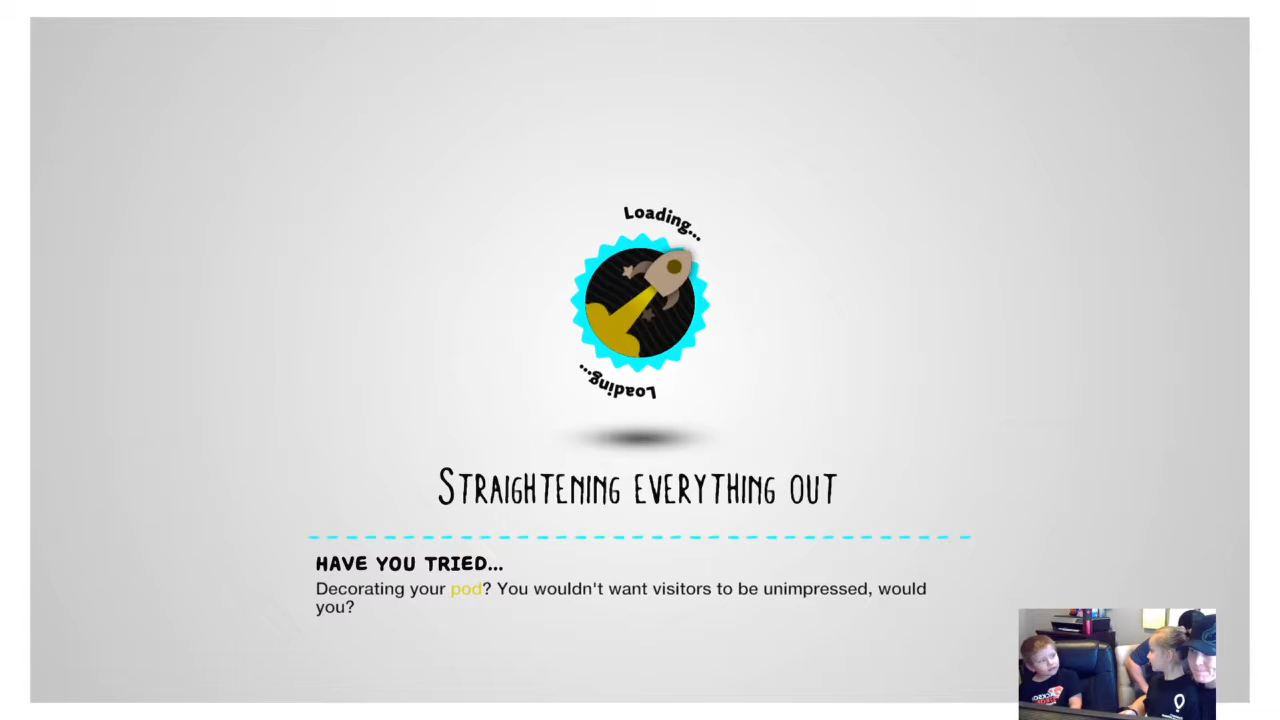 Loading...
Loading...
STRAIGHTENING EVERYTHING OUT
HAVE YOU TRIED...
Decorating your pod? You wouldn't want visitors to be unimpressed, would
you?